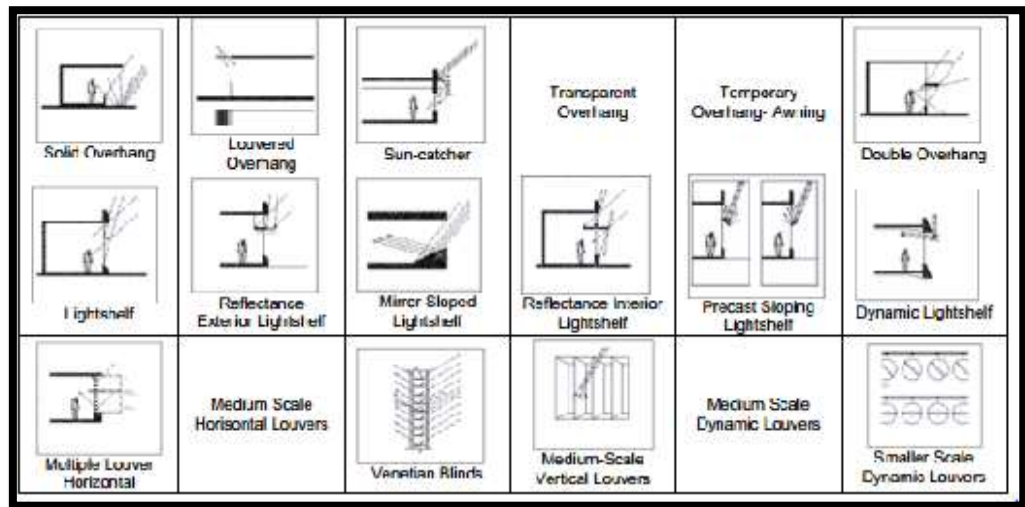 Solid Overhang
Louvered
Overhang
Sun-catcher
Transparent
Overhang
Temporary
Overhang- Awning
Double Overhang
Lightshelf
Reflectance
Exterior Lightshelf
Mirror Sloped
Lightshelf
Reflectance Interior
Lightshelf
Precast Sloping
Lightshelf
Dynamic Lightshelf
Multiple Louver
Horizontal
Medium Scale
Horisontal Louvers
Venetian Blinds
Medium-Scale
Vertical Louvers
Medium Scale
Dynamic Louvers
Smaller Scale
Dynamic Louvers